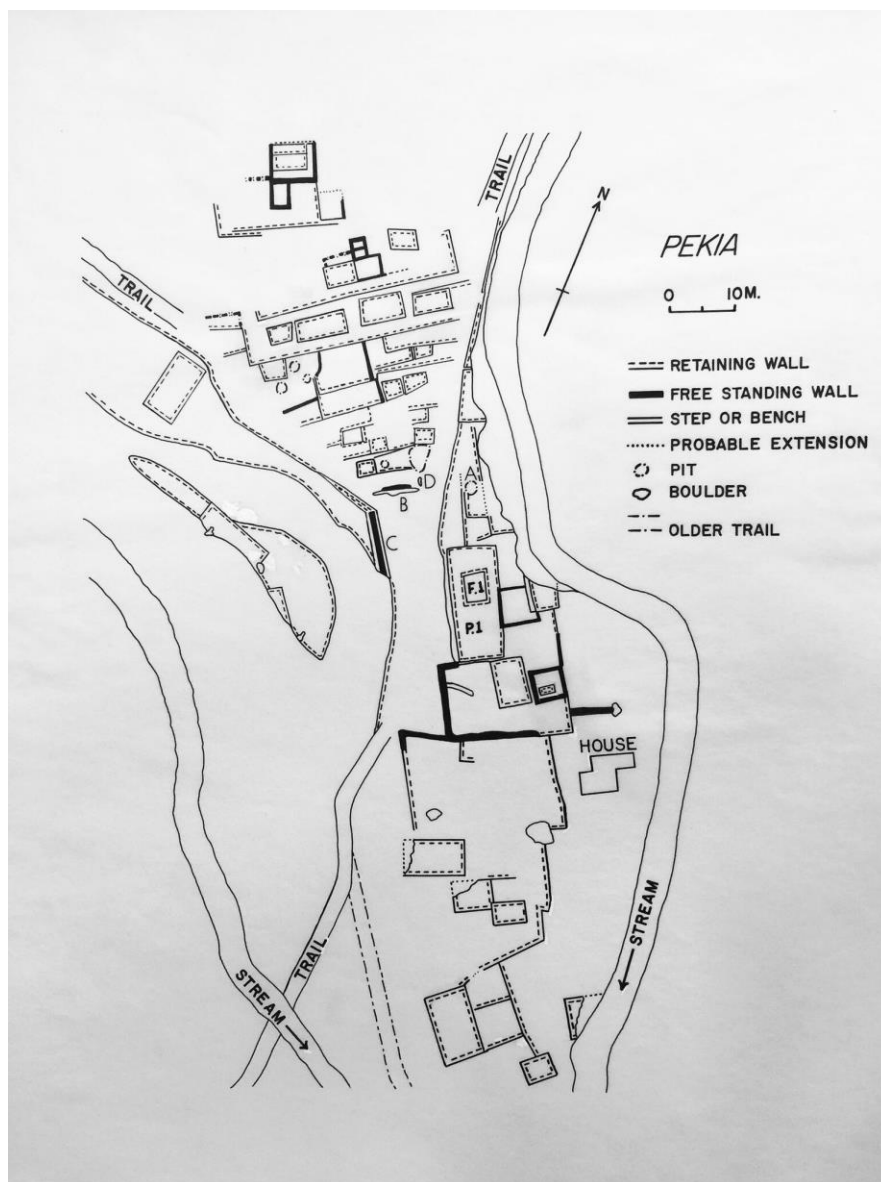 TRAIL
N
PEKIA
0 10M.
TRAIL
RETAINING WALL
FREE STANDING WALL
STEP OR BENCH
PROBABLE EXTENSION
PIT
BOULDER
OLDER TRAIL
A
D
B
C
F.1
P.1
HOUSE
STREAM
TRAIL
STREAM